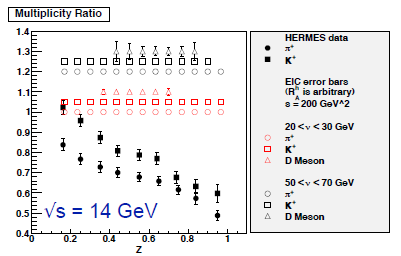 Multiplicity Ratio
1.4
1.3
1.2
1.1
1
0.9
0.8
0.7
0.6
0.5
0.4
0 0.2 0.4 0.6 0.8 1
z
√s = 14 GeV
HERMES data
π⁺
K⁺
EIC error bars
(R^h_A is arbitrary)
s = 200 GeV^2
20 < ν < 30 GeV
π⁺
K⁺
D Meson
50 < ν < 70 GeV
π⁺
K⁺
D Meson